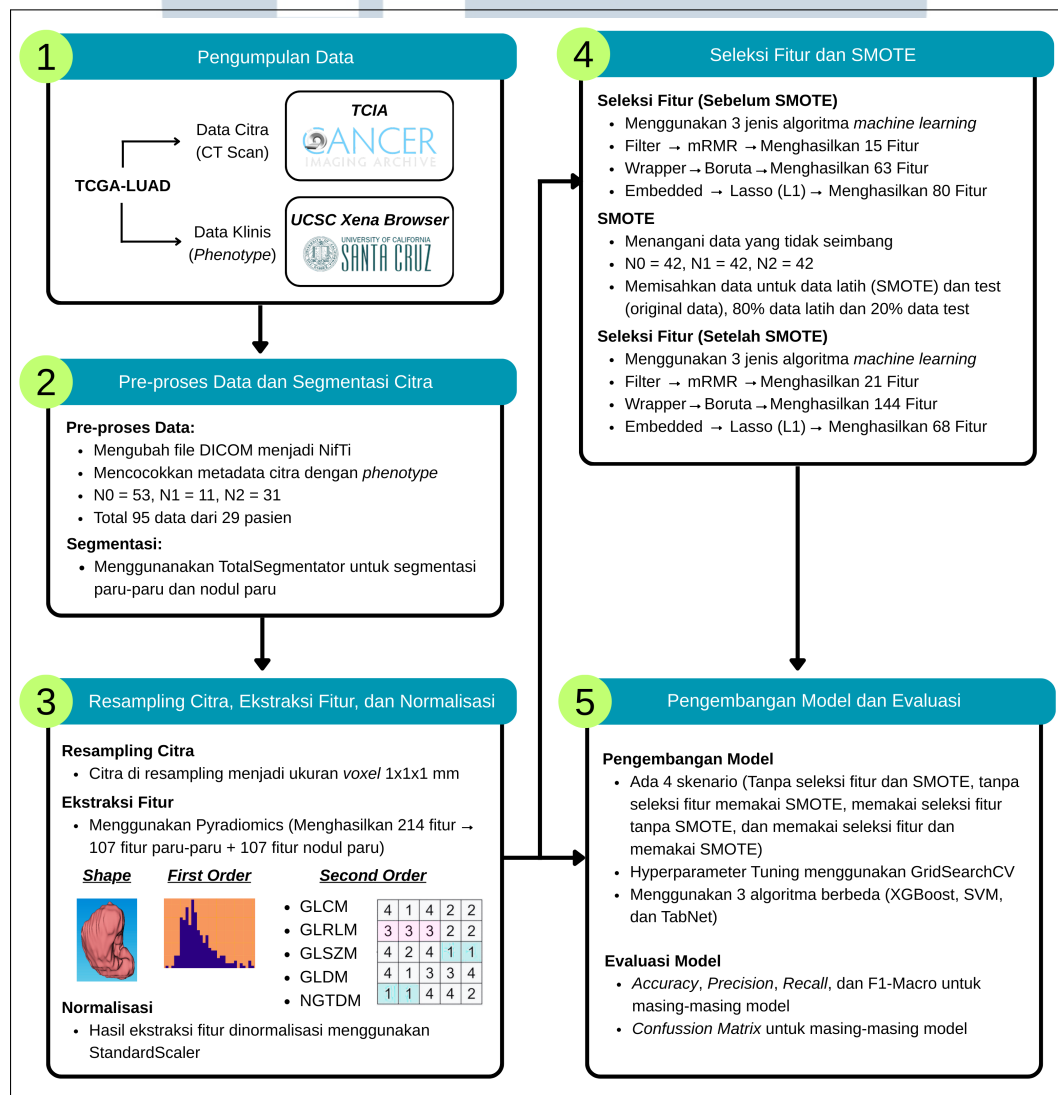 1
Pengumpulan Data
TCGA-LUAD
Data Citra
(CT Scan)
TCIA
CANCER
IMAGING ARCHIVE
Data Klinis
(Phenotype)
UCSC Xena Browser
UNIVERSITY OF CALIFORNIA
SANTA CRUZ
2
Pre-proses Data dan Segmentasi Citra
Pre-proses Data:
• Mengubah file DICOM menjadi NifTi
• Mencocokkan metadata citra dengan phenotype
• N0 = 53, N1 = 11, N2 = 31
• Total 95 data dari 29 pasien
Segmentasi:
• Menggunanakan TotalSegmentator untuk segmentasi
paru-paru dan nodul paru
3
Resampling Citra, Ekstraksi Fitur, dan Normalisasi
Resampling Citra
• Citra di resampling menjadi ukuran voxel 1x1x1 mm
Ekstraksi Fitur
• Menggunakan Pyradiomics (Menghasilkan 214 fitur →
107 fitur paru-paru + 107 fitur nodul paru)
Shape
First Order
Second Order
• GLCM
• GLRLM
• GLSZM
• GLDM
• NGTDM
4 1 4 2 2
3 3 3 2 2
4 2 4 1 1
4 1 3 3 4
1 1 4 4 2
Normalisasi
• Hasil ekstraksi fitur dinormalisasi menggunakan
StandardScaler
4
Seleksi Fitur dan SMOTE
Seleksi Fitur (Sebelum SMOTE)
• Menggunakan 3 jenis algoritma machine learning
• Filter → mRMR → Menghasilkan 15 Fitur
• Wrapper → Boruta → Menghasilkan 63 Fitur
• Embedded → Lasso (L1) → Menghasilkan 80 Fitur
SMOTE
• Menangani data yang tidak seimbang
• N0 = 42, N1 = 42, N2 = 42
• Memisahkan data untuk data latih (SMOTE) dan test
(original data), 80% data latih dan 20% data test
Seleksi Fitur (Setelah SMOTE)
• Menggunakan 3 jenis algoritma machine learning
• Filter → mRMR → Menghasilkan 21 Fitur
• Wrapper → Boruta → Menghasilkan 144 Fitur
• Embedded → Lasso (L1) → Menghasilkan 68 Fitur
5
Pengembangan Model dan Evaluasi
Pengembangan Model
• Ada 4 skenario (Tanpa seleksi fitur dan SMOTE, tanpa
seleksi fitur memakai SMOTE, memakai seleksi fitur
tanpa SMOTE, dan memakai seleksi fitur dan
memakai SMOTE)
• Hyperparameter Tuning menggunakan GridSearchCV
• Menggunakan 3 algoritma berbeda (XGBoost, SVM,
dan TabNet)
Evaluasi Model
• Accuracy, Precision, Recall, dan F1-Macro untuk
masing-masing model
• Confussion Matrix untuk masing-masing model